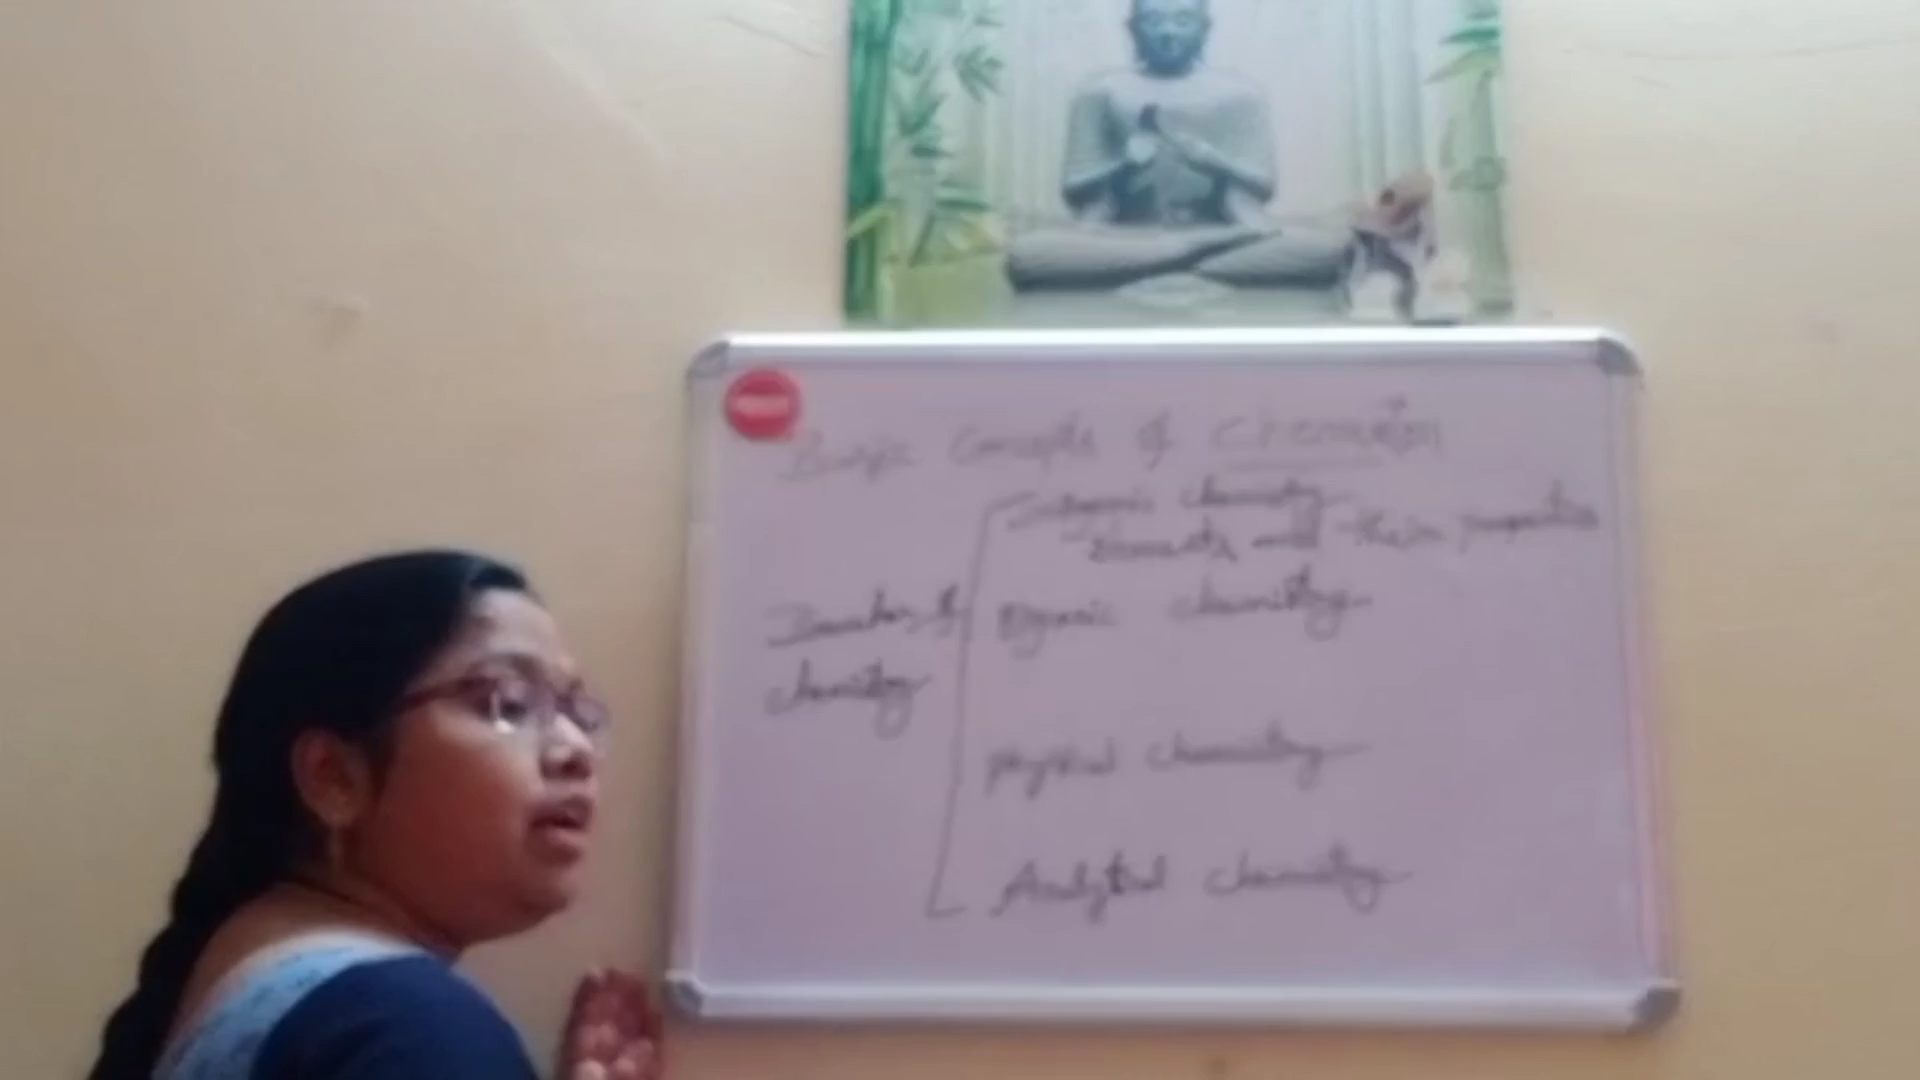 Basic Concepts of Chemistry
Inorganic chemistry
Elements and their properties
Branches of
chemistry
Organic chemistry
physical chemistry
Analytical chemistry